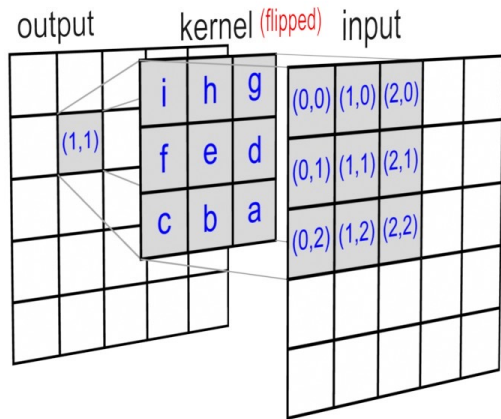 output kernel (flipped) input
i h g
f e d
c b a
(1,1)
(0,0) (1,0) (2,0)
(0,1) (1,1) (2,1)
(0,2) (1,2) (2,2)